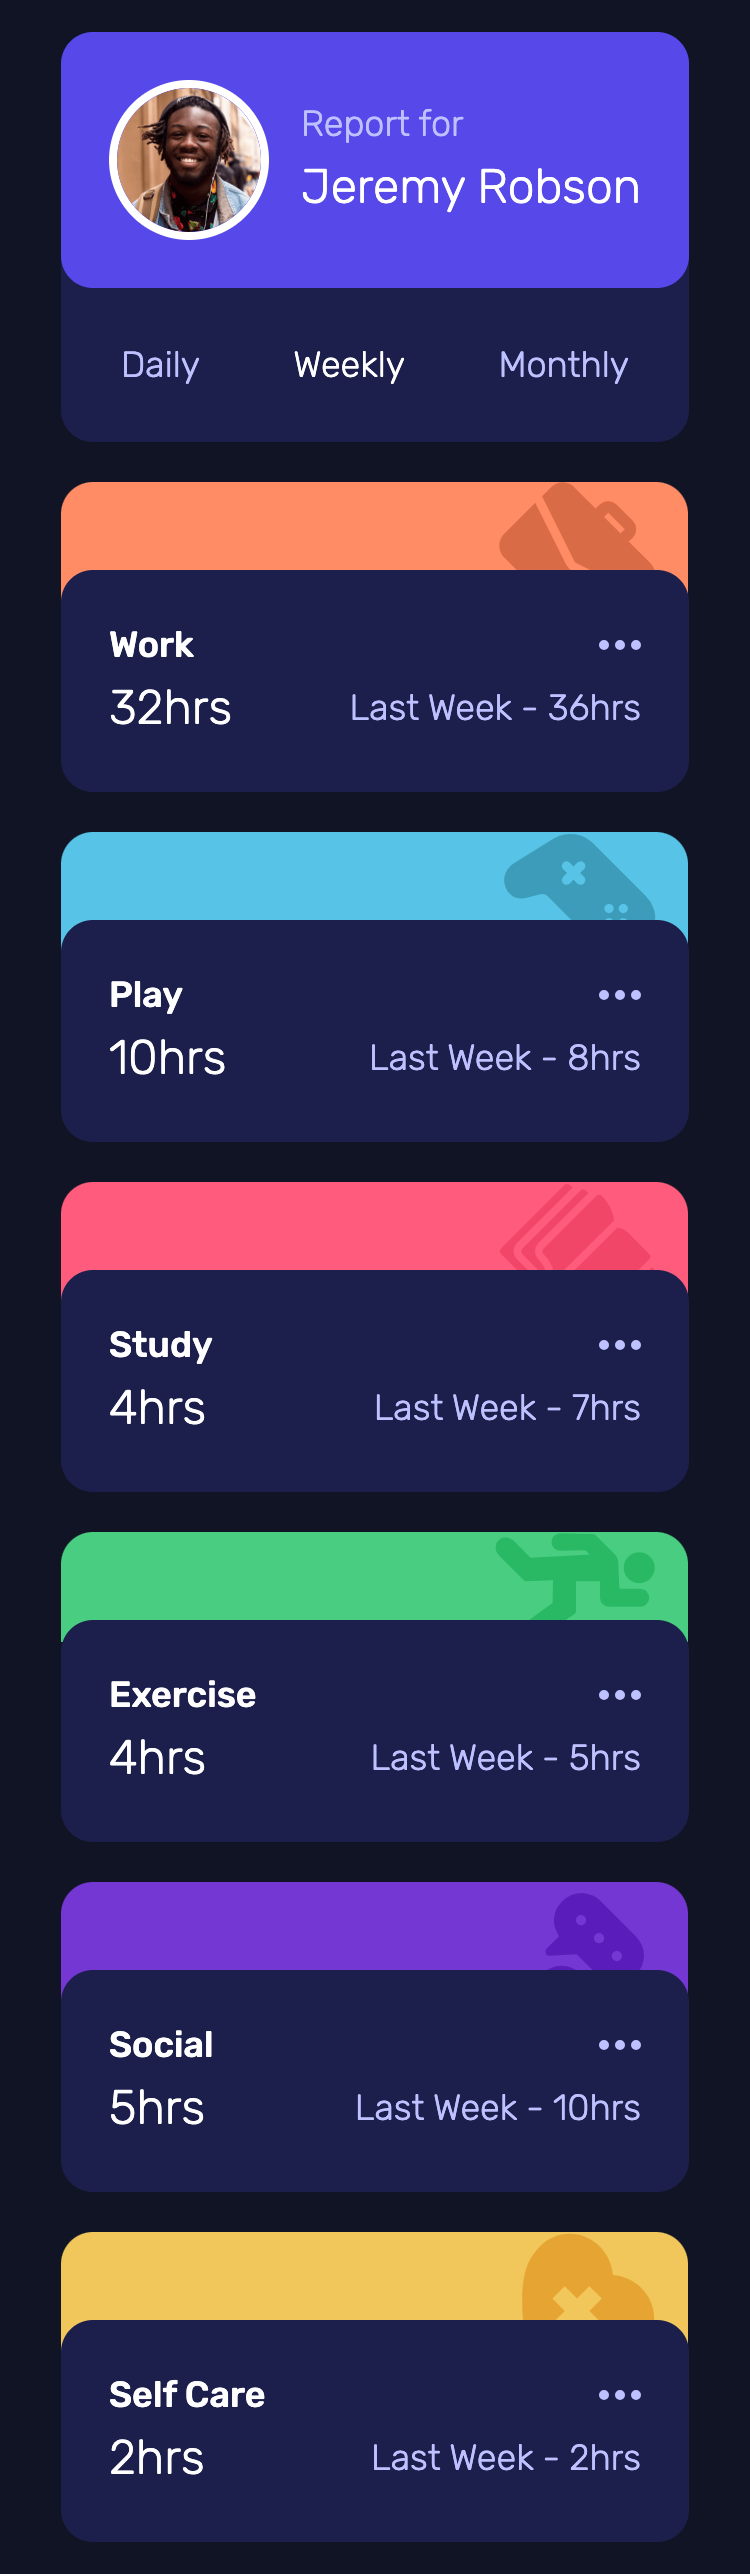 Report for
Jeremy Robson
Daily Weekly Monthly
Work
32hrs Last Week - 36hrs
Play
10hrs Last Week - 8hrs
Study
4hrs Last Week - 7hrs
Exercise
4hrs Last Week - 5hrs
Social
5hrs Last Week - 10hrs
Self Care
2hrs Last Week - 2hrs